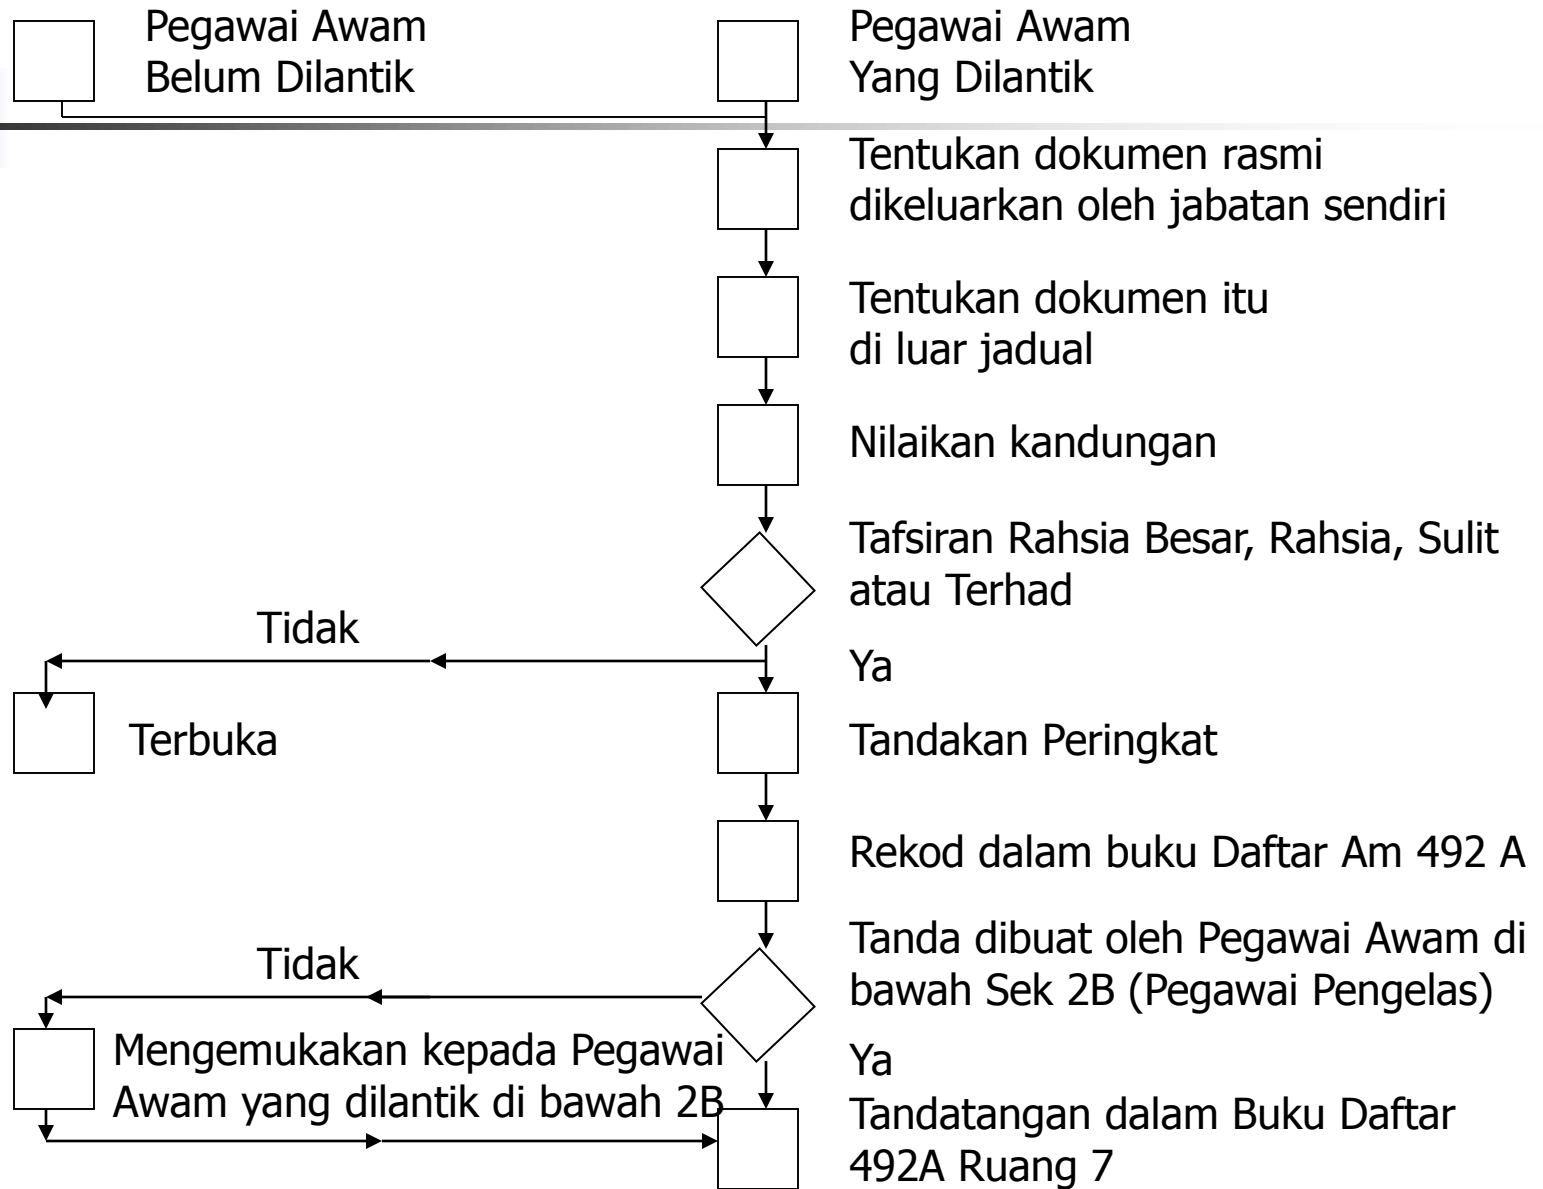 Pegawai Awam
Belum Dilantik
Pegawai Awam
Yang Dilantik
Tentukan dokumen rasmi
dikeluarkan oleh jabatan sendiri
Tentukan dokumen itu
di luar jadual
Nilaikan kandungan
Tafsiran Rahsia Besar, Rahsia, Sulit
atau Terhad
Tidak
Ya
Terbuka
Tandakan Peringkat
Rekod dalam buku Daftar Am 492 A
Tanda dibuat oleh Pegawai Awam di
bawah Sek 2B (Pegawai Pengelas)
Tidak
Mengemukakan kepada Pegawai
Awam yang dilantik di bawah 2B
Ya
Tandatangan dalam Buku Daftar
492A Ruang 7